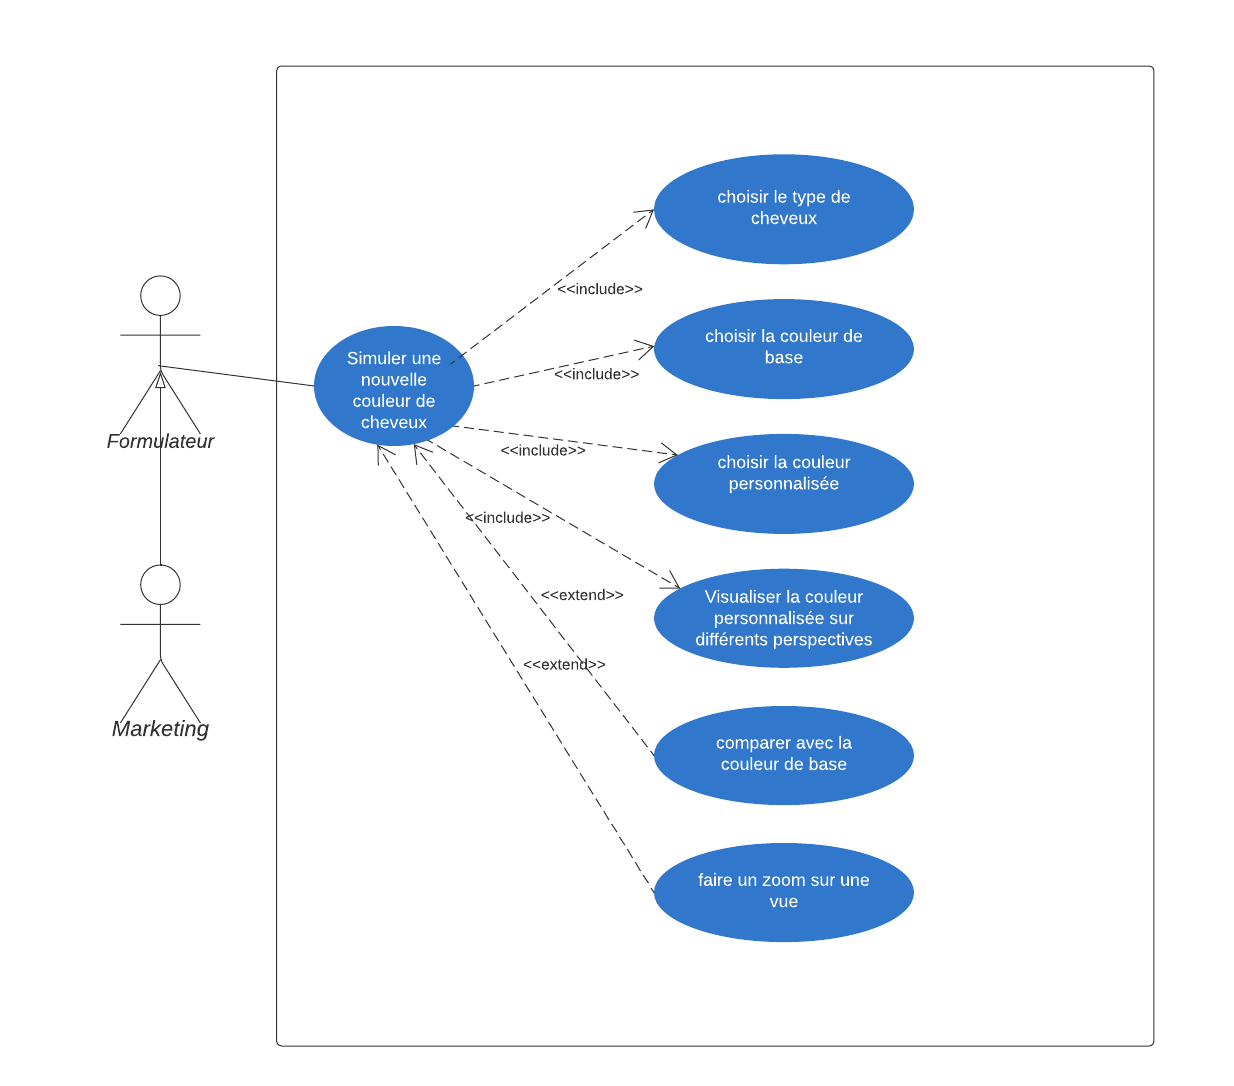 choisir le type de
cheveux
<<include>>
choisir la couleur de
base
Simuler une
nouvelle
couleur de
cheveux
<<include>>
Formulateur
<<include>>
choisir la couleur
personnalisée
<<include>>
<<extend>>
Visualiser la couleur
personnalisée sur
différents perspectives
<<extend>>
Marketing
comparer avec la
couleur de base
faire un zoom sur une
vue